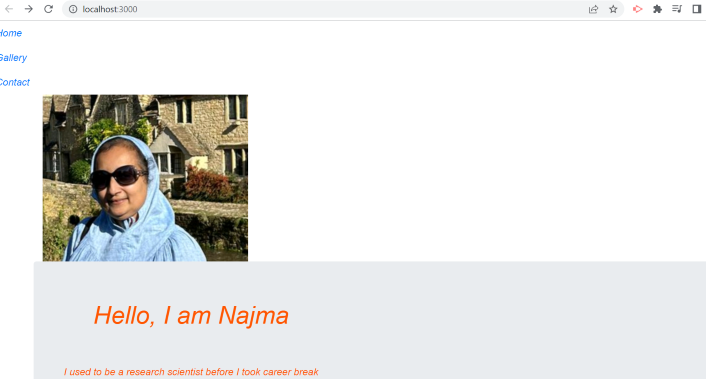 localhost:3000
Home
Gallery
Contact
Hello, I am Najma
I used to be a research scientist before I took career break